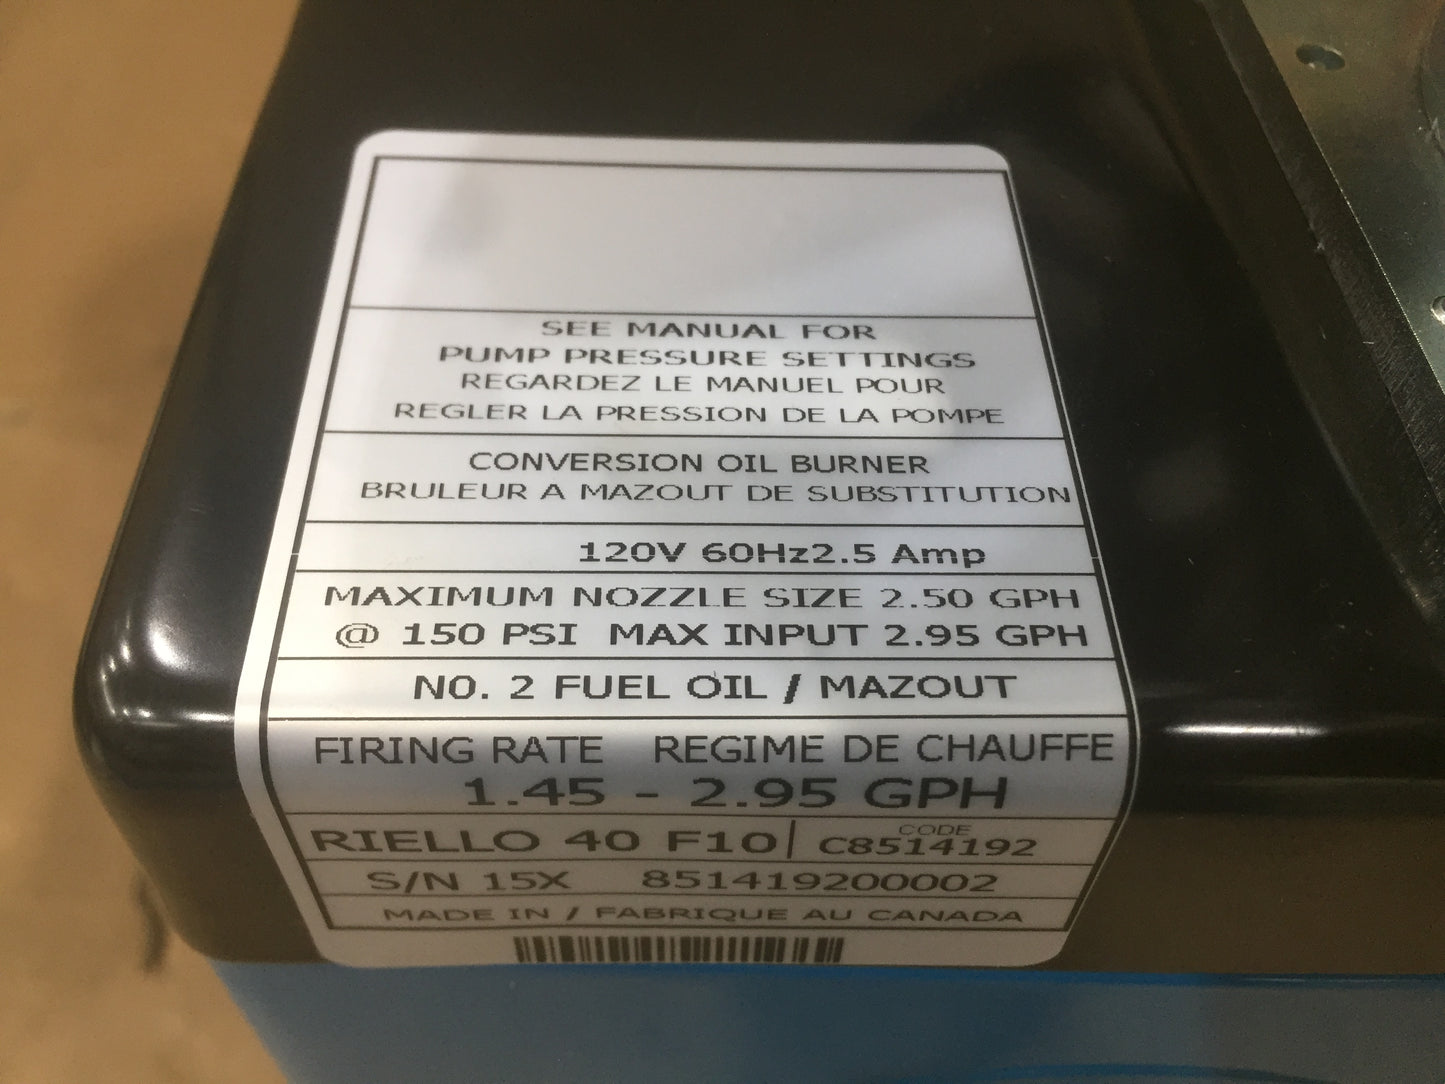 SEE MANUAL FOR
PUMP PRESSURE SETTINGS
REGARDEZ LE MANUEL POUR
REGLER LA PRESSION DE LA POMPE
CONVERSION OIL BURNER
BRULEUR A MAZOUT DE SUBSTITUTION
120V 60Hz2.5 Amp
MAXIMUM NOZZLE SIZE 2.50 GPH
@ 150 PSI MAX INPUT 2.95 GPH
NO. 2 FUEL OIL / MAZOUT
FIRING RATE REGIME DE CHAUFFE
1.45 - 2.95 GPH
RIELLO 40 F10 CODE C8514192
S/N 15X 851419200002
MADE IN / FABRIQUE AU CANADA